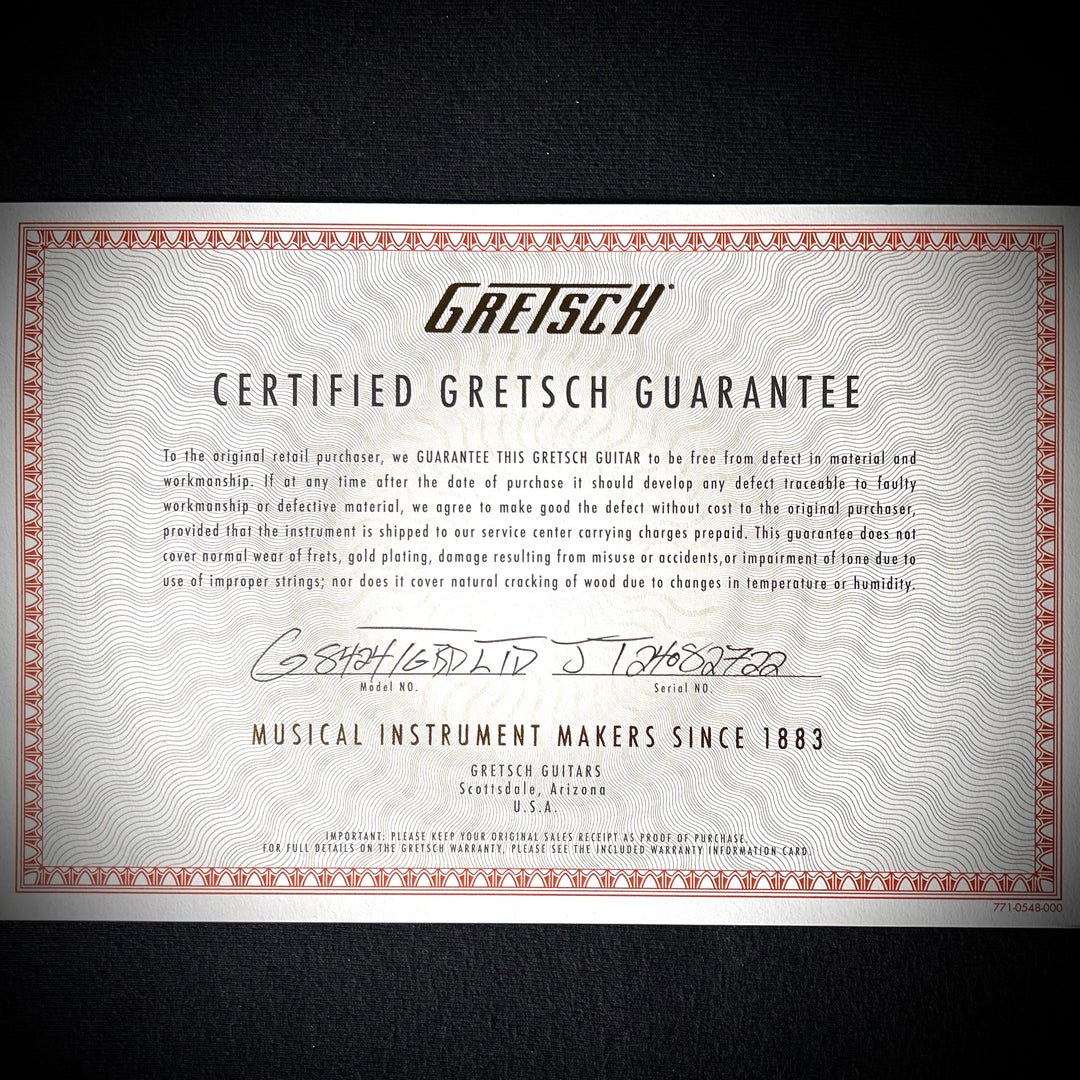 GRETSCH
CERTIFIED GRETSCH GUARANTEE
To the original retail purchaser, we GUARANTEE THIS GRETSCH GUITAR to be free from defect in material and
workmanship. If at any time after the date of purchase it should develop any defect traceable to faulty
workmanship or defective material, we agree to make good the defect without cost to the original purchaser,
provided that the instrument is shipped to our service center carrying charges prepaid. This guarantee does not
cover normal wear of frets, gold plating, damage resulting from misuse or accidents,or impairment of tone due to
use of improper strings; nor does it cover natural cracking of wood due to changes in temperature or humidity.
JT24082722
Model NO. Serial NO.
MUSICAL INSTRUMENT MAKERS SINCE 1883
GRETSCH GUITARS
Scottsdale, Arizona
U.S.A.
IMPORTANT: PLEASE KEEP YOUR ORIGINAL SALES RECEIPT AS PROOF OF PURCHASE.
FOR FULL DETAILS ON THE GRETSCH WARRANTY, PLEASE SEE THE INCLUDED WARRANTY INFORMATION CARD.
771-0548-000